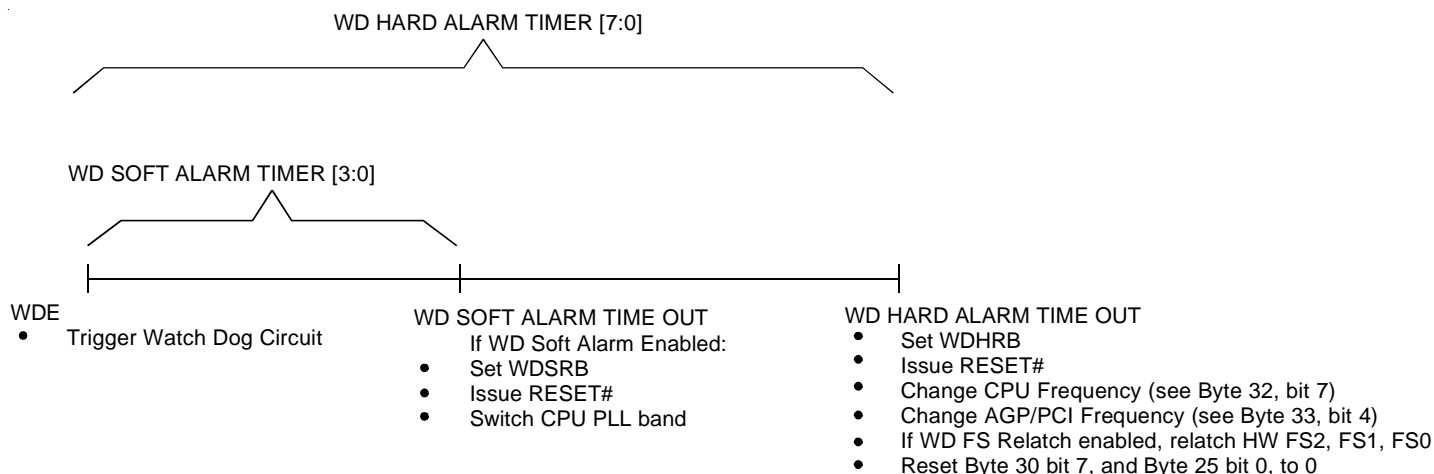 WD HARD ALARM TIMER [7:0]
WD SOFT ALARM TIMER [3:0]
WDE
• Trigger Watch Dog Circuit
WD SOFT ALARM TIME OUT
If WD Soft Alarm Enabled:
• Set WDSRB
• Issue RESET#
• Switch CPU PLL band
WD HARD ALARM TIME OUT
• Set WDHRB
• Issue RESET#
• Change CPU Frequency (see Byte 32, bit 7)
• Change AGP/PCI Frequency (see Byte 33, bit 4)
• If WD FS Relatch enabled, relatch HW FS2, FS1, FS0
• Reset Byte 30 bit 7, and Byte 25 bit 0, to 0